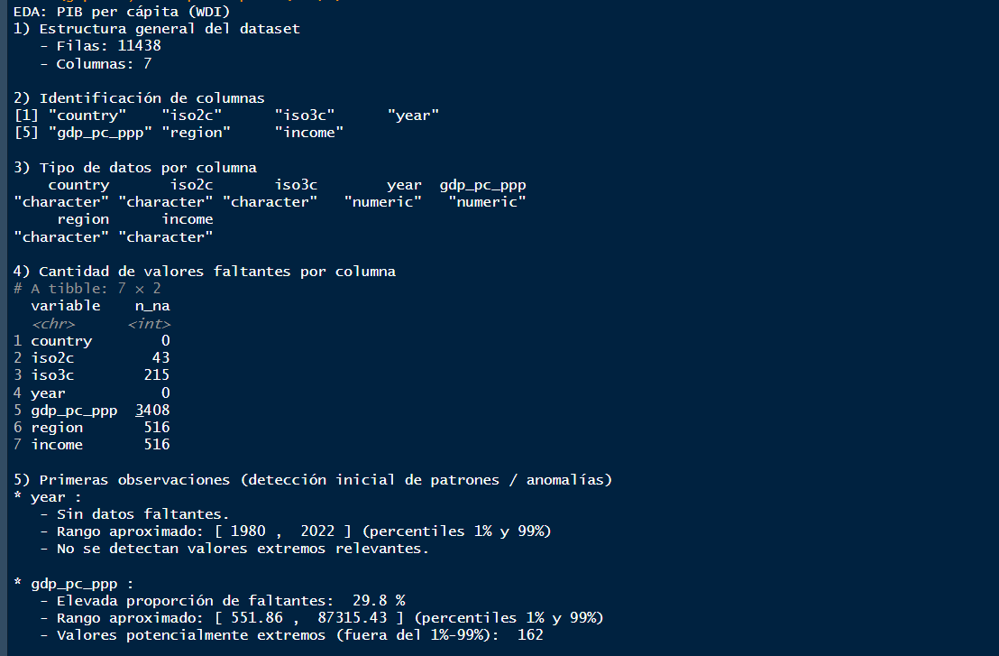 EDA: PIB per cápita (WDI)
1) Estructura general del dataset
- Filas: 11438
- Columnas: 7
2) Identificación de columnas
[1] "country" "iso2c" "iso3c" "year"
[5] "gdp_pc_ppp" "region" "income"
3) Tipo de datos por columna
country iso2c iso3c year gdp_pc_ppp
"character" "character" "character" "numeric" "numeric"
region income
"character" "character"
4) Cantidad de valores faltantes por columna
# A tibble: 7 × 2
variable n_na
<chr> <int>
1 country 0
2 iso2c 43
3 iso3c 215
4 year 0
5 gdp_pc_ppp 3408
6 region 516
7 income 516
5) Primeras observaciones (detección inicial de patrones / anomalías)
* year :
- Sin datos faltantes.
- Rango aproximado: [ 1980 , 2022 ] (percentiles 1% y 99%)
- No se detectan valores extremos relevantes.
* gdp_pc_ppp :
- Elevada proporción de faltantes: 29.8 %
- Rango aproximado: [ 551.86 , 87315.43 ] (percentiles 1% y 99%)
- Valores potencialmente extremos (fuera del 1%-99%): 162